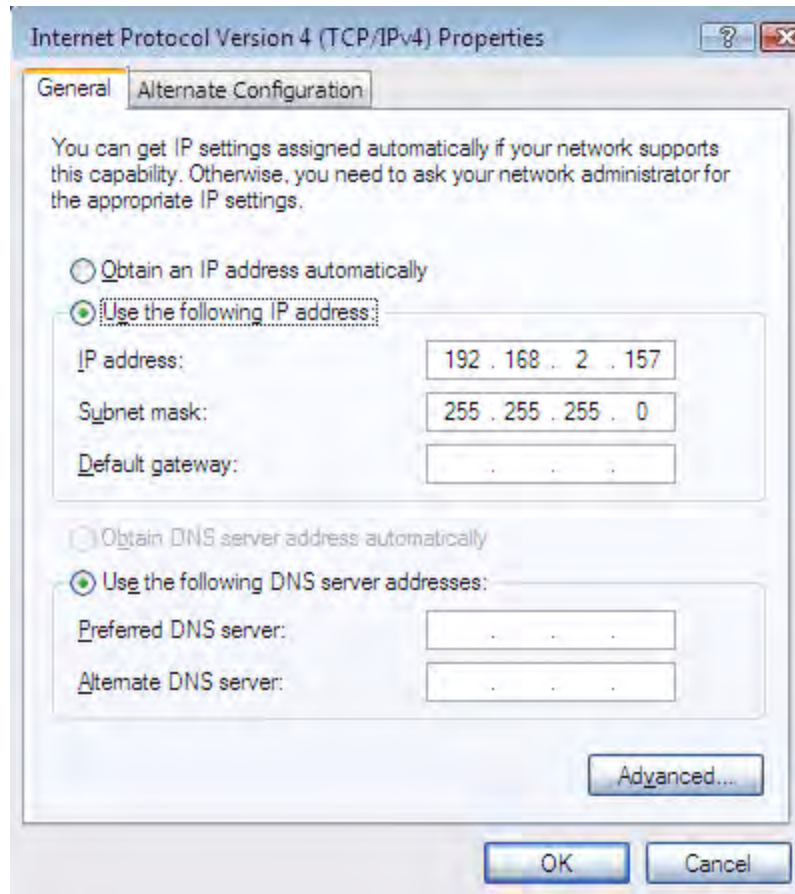 Internet Protocol Version 4 (TCP/IPv4) Properties
General
Alternate Configuration
You can get IP settings assigned automatically if your network supports
this capability. Otherwise, you need to ask your network administrator for
the appropriate IP settings.
Obtain an IP address automatically
Use the following IP address:
IP address: 192 . 168 . 2 . 157
Subnet mask: 255 . 255 . 255 . 0
Default gateway: . . .
Obtain DNS server address automatically
Use the following DNS server addresses:
Preferred DNS server: . . .
Alternate DNS server: . . .
Advanced...
OK
Cancel